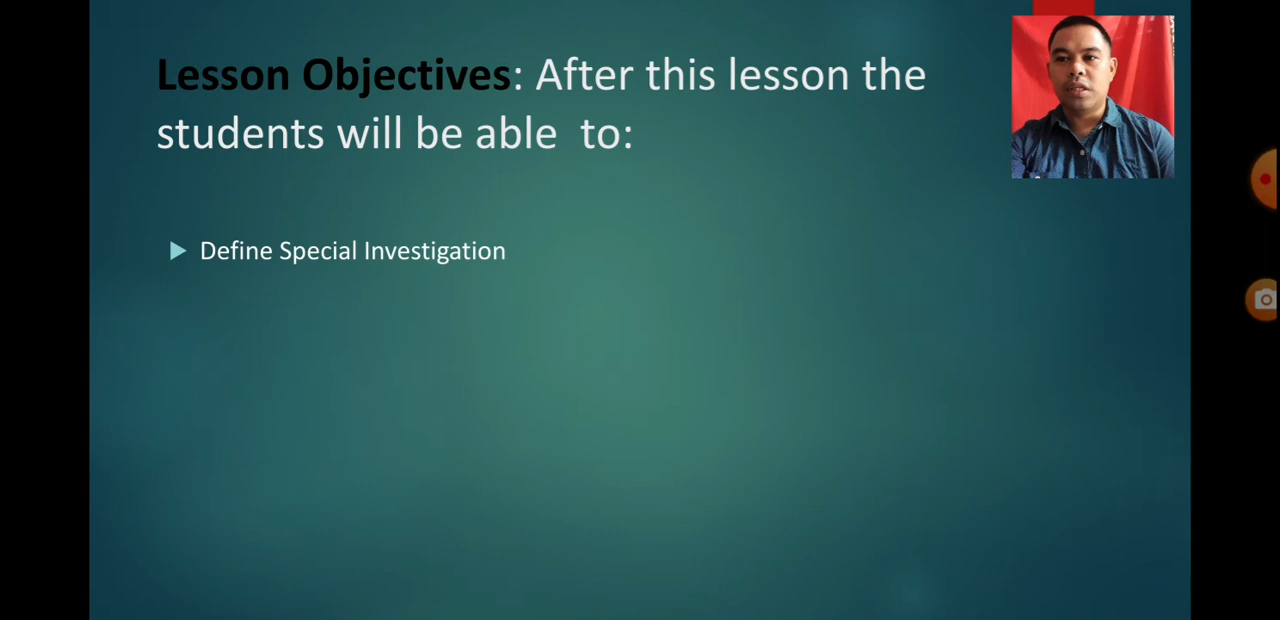 Lesson Objectives: After this lesson the
students will be able  to:
Define Special Investigation